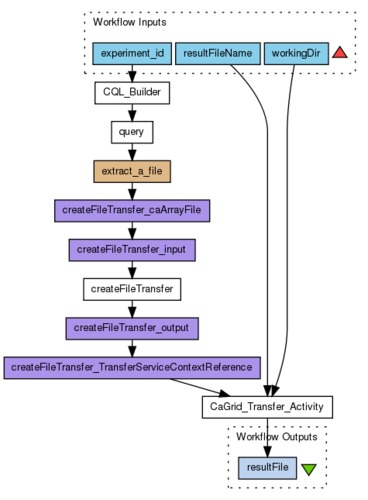 Workflow Inputs
experiment_id
resultFileName
workingDir
CQL_Builder
query
extract_a_file
createFileTransfer_caArrayFile
createFileTransfer_input
createFileTransfer
createFileTransfer_output
createFileTransfer_TransferServiceContextReference
CaGrid_Transfer_Activity
Workflow Outputs
resultFile